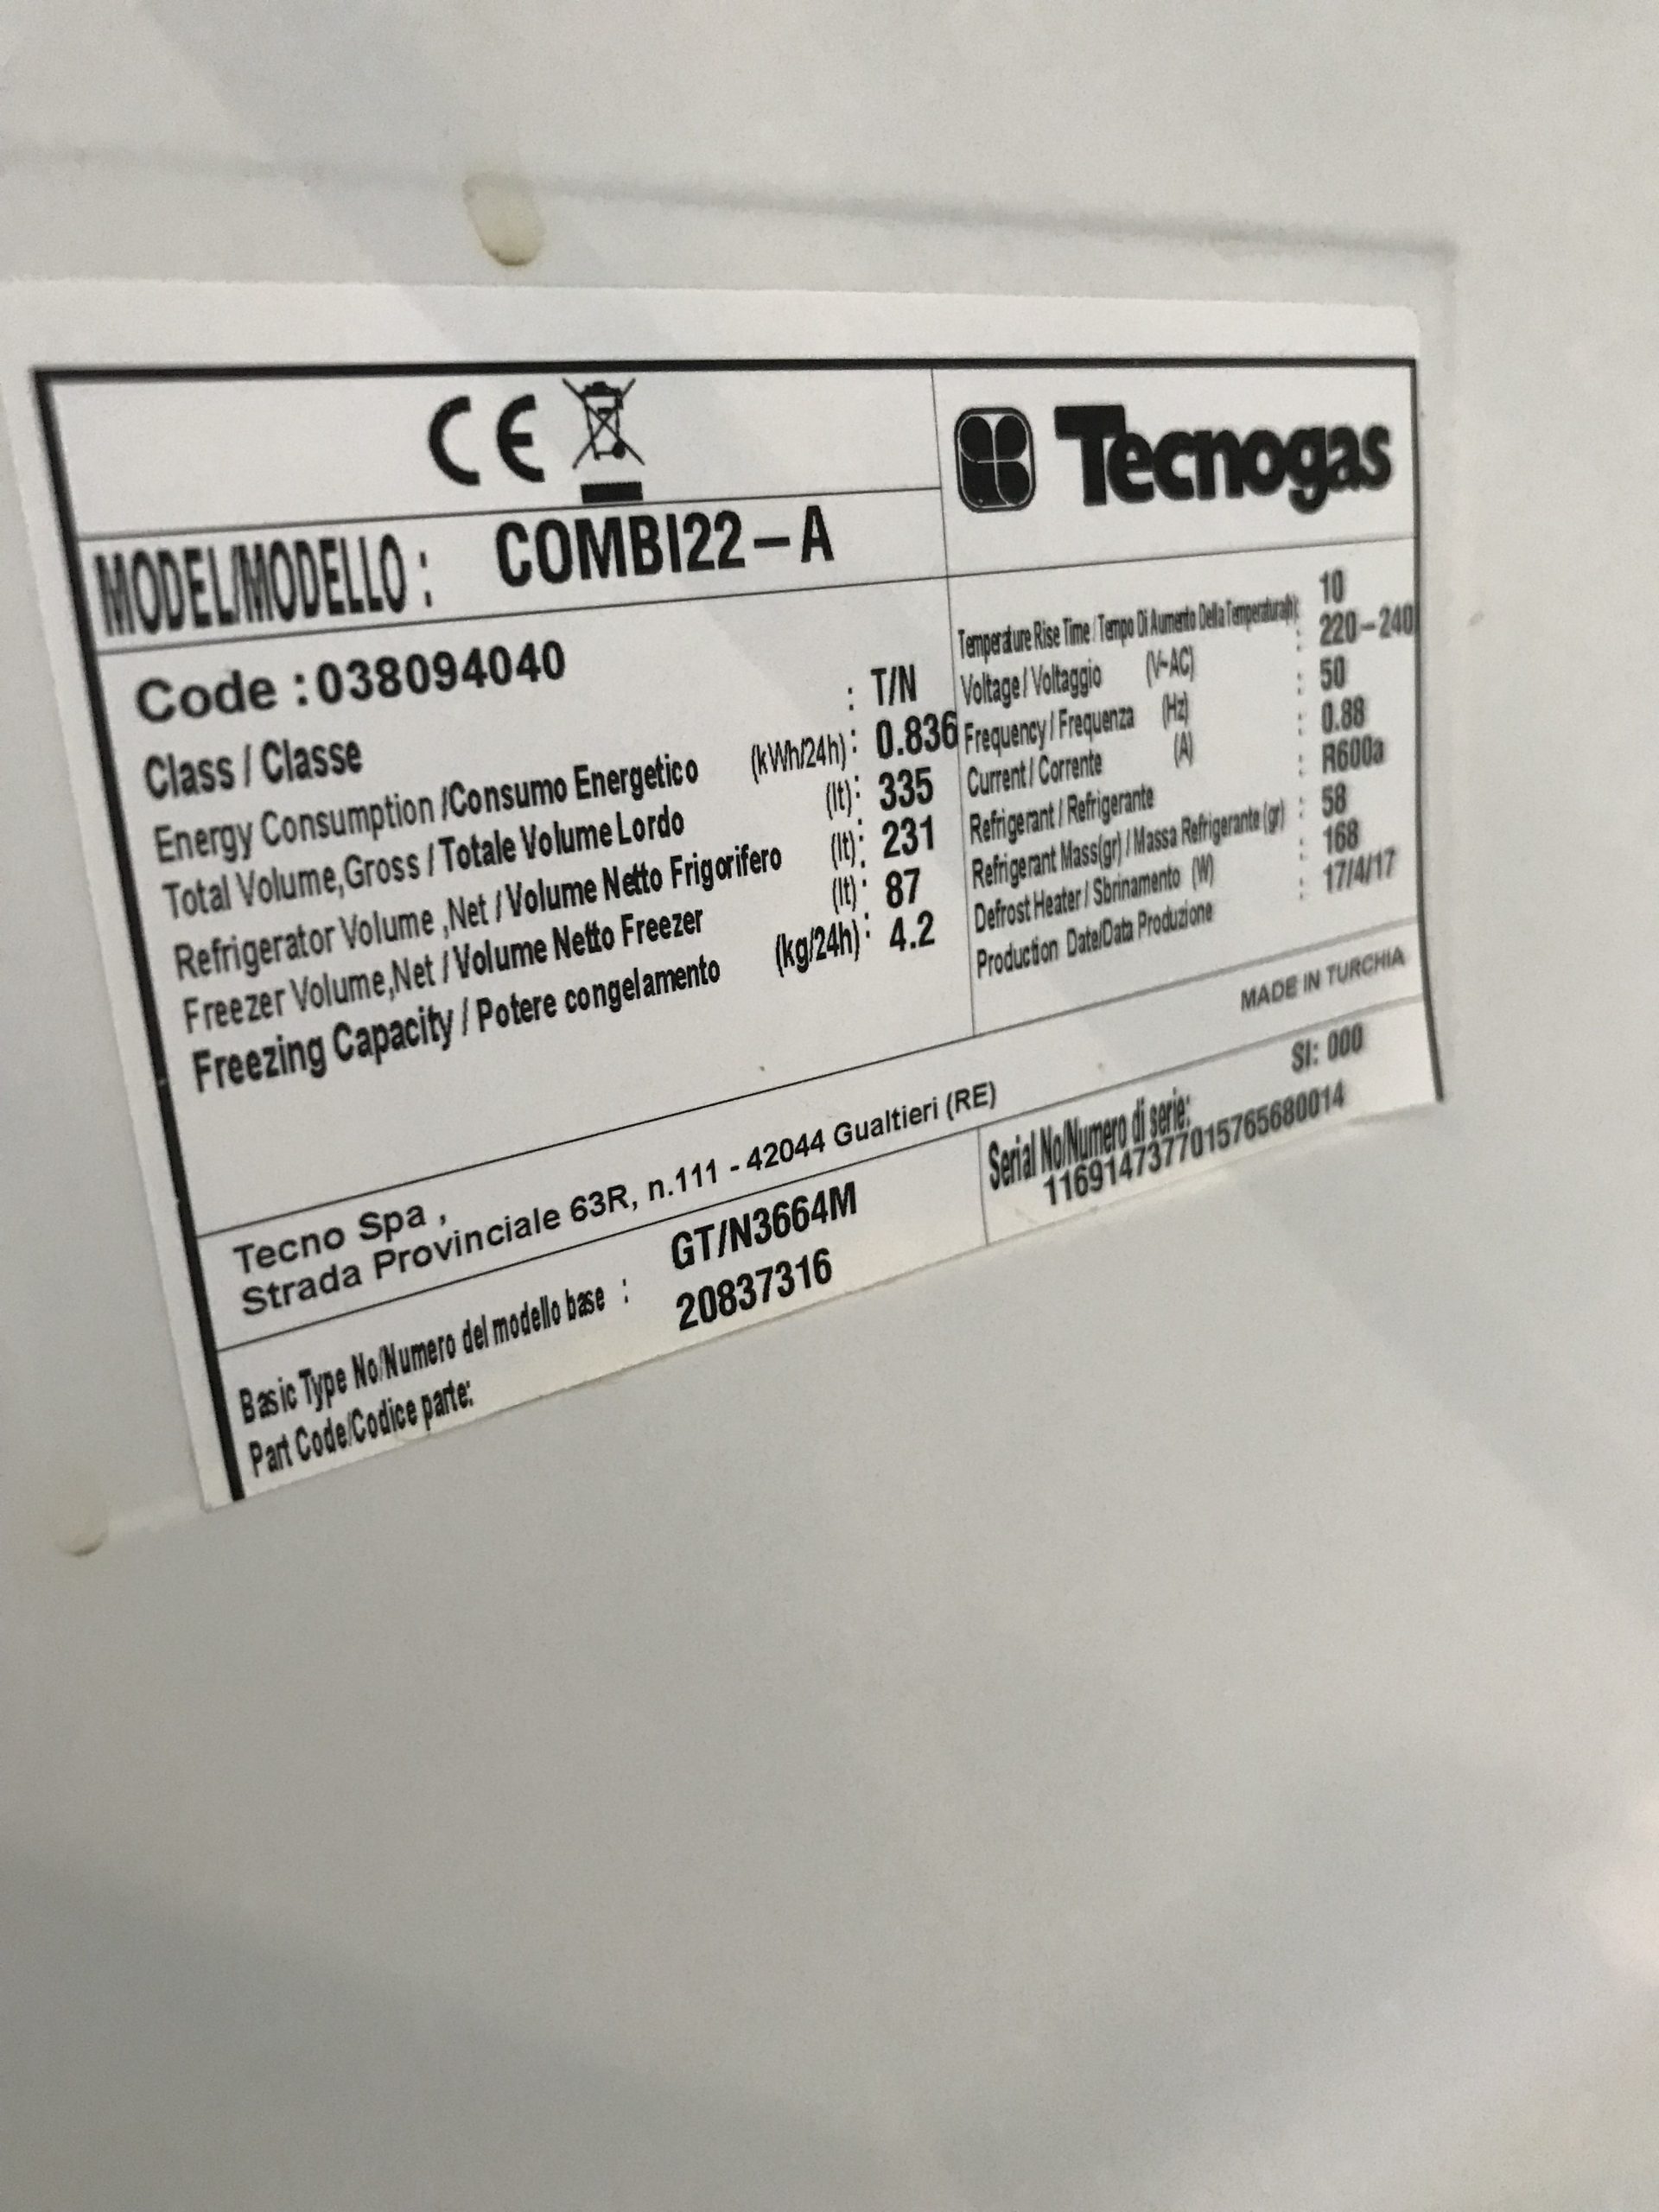 CE
Tecnogas
MODEL/MODELLO : COMBI22-A
Code :038094040
Class / Classe : T/N
Energy Consumption /Consumo Energetico (kWh/24h) : 0.836
Total Volume,Gross / Totale Volume Lordo (lt) : 335
Refrigerator Volume ,Net / Volume Netto Frigorifero (lt) : 231
Freezer Volume,Net / Volume Netto Freezer (lt) : 87
Freezing Capacity / Potere congelamento (kg/24h) : 4.2
Temperature Rise Time / Tempo Di Aumento Della Temperatura(h): 10
Voltage / Voltaggio (V~AC) : 220-240
Frequency / Frequenza (Hz) : 50
Current / Corrente (A) : 0.88
Refrigerant / Refrigerante : R600a
Refrigerant Mass(gr) / Massa Refrigerante (gr) : 58
Defrost Heater / Sbrinamento (W) : 168
Production Date/Data Produzione : 17/4/17
MADE IN TURCHIA
Tecno Spa ,
Strada Provinciale 63R, n.111 - 42044 Gualtieri (RE)
Basic Type No/Numero del modello base : GT/N3664M
Part Code/Codice parte: 20837316
SI: 000
Serial No/Numero di serie:
1169147377015765680014